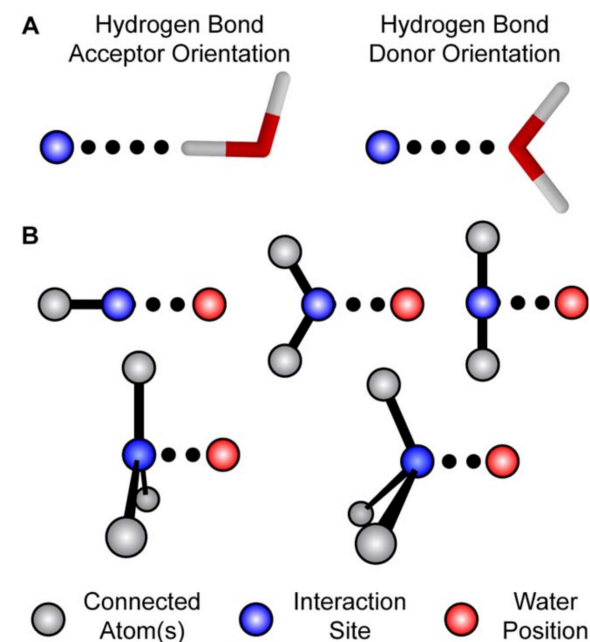 A
Hydrogen Bond
Acceptor Orientation
Hydrogen Bond
Donor Orientation
B
Connected
Atom(s)
Interaction
Site
Water
Position